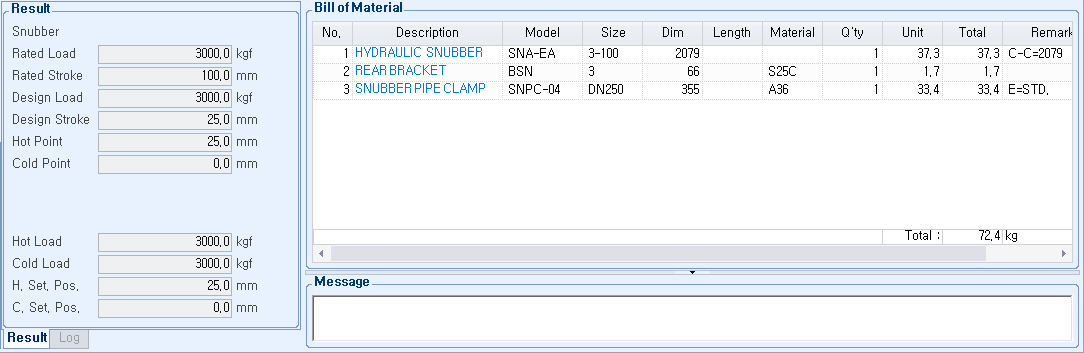 Result
Snubber
Rated Load 3000.0 kgf
Rated Stroke 100.0 mm
Design Load 3000.0 kgf
Design Stroke 25.0 mm
Hot Point 25.0 mm
Cold Point 0.0 mm
Hot Load 3000.0 kgf
Cold Load 3000.0 kgf
H. Set. Pos. 25.0 mm
C. Set. Pos. 0.0 mm
Result Log
Bill of Material
No. Description Model Size Dim Length Material Q'ty Unit Total Remark
1 HYDRAULIC SNUBBER SNA-EA 3-100 2079 1 37.3 37.3 C-C=2079
2 REAR BRACKET BSN 3 66 S25C 1 1.7 1.7
3 SNUBBER PIPE CLAMP SNPC-04 DN250 355 A36 1 33.4 33.4 E=STD.
Total : 72.4 kg
Message